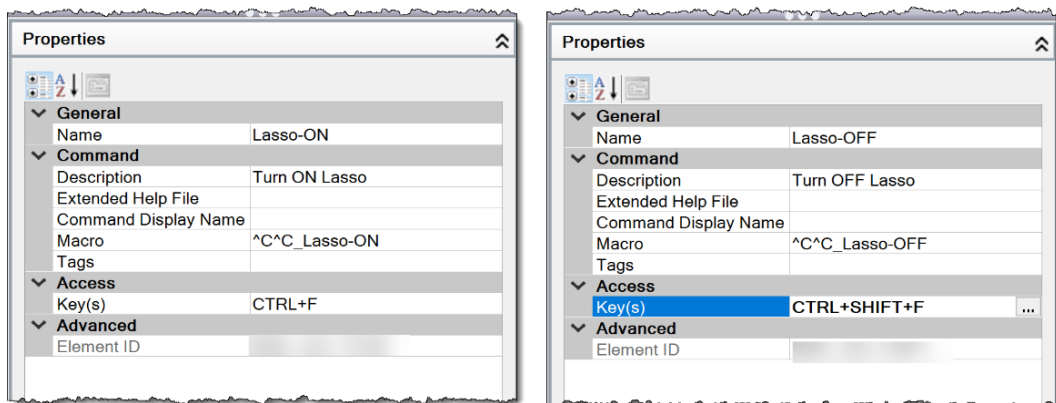 Properties
General
Name Lasso-ON
Command
Description Turn ON Lasso
Extended Help File
Command Display Name
Macro ^C^C_Lasso-ON
Tags
Access
Key(s) CTRL+F
Advanced
Element ID
Properties
General
Name Lasso-OFF
Command
Description Turn OFF Lasso
Extended Help File
Command Display Name
Macro ^C^C_Lasso-OFF
Tags
Access
Key(s) CTRL+SHIFT+F ...
Advanced
Element ID